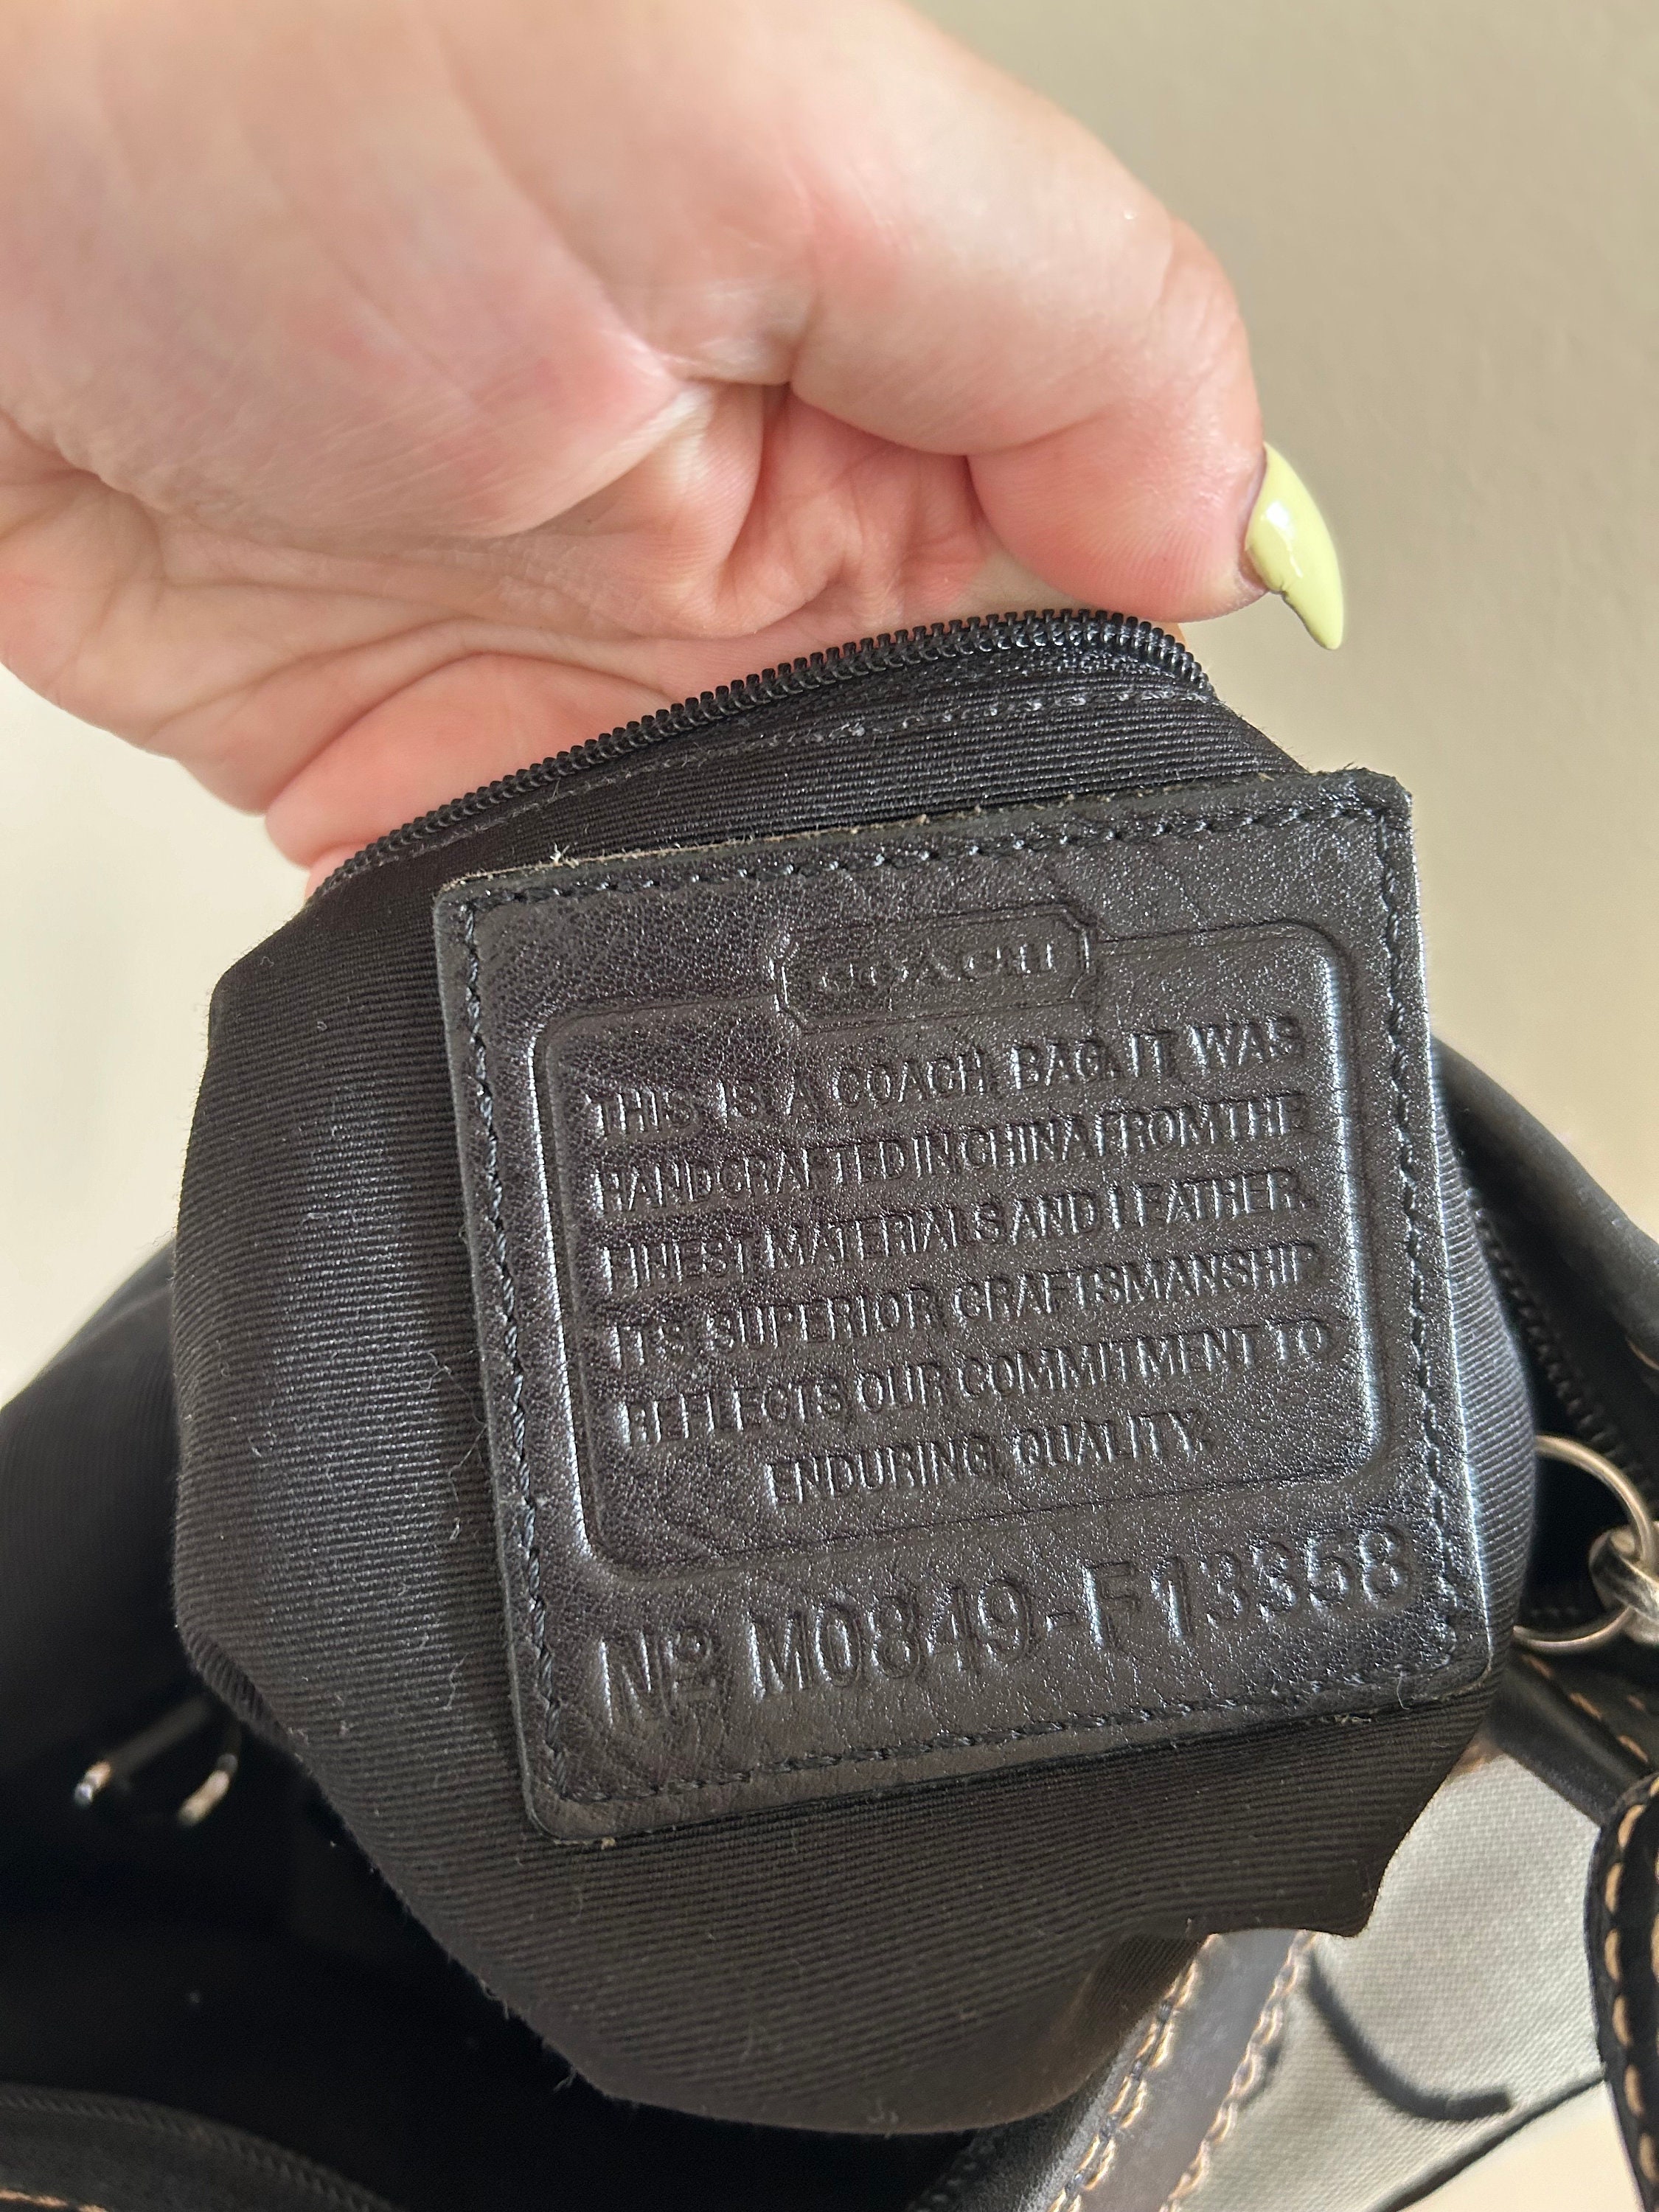 COACH
THIS IS A COACH BAG. IT WAS
HANDCRAFTED IN CHINA FROM THE
FINEST MATERIALS AND LEATHER.
ITS SUPERIOR CRAFTSMANSHIP
REFLECTS OUR COMMITMENT TO
ENDURING QUALITY.
Nº M0849-F13358